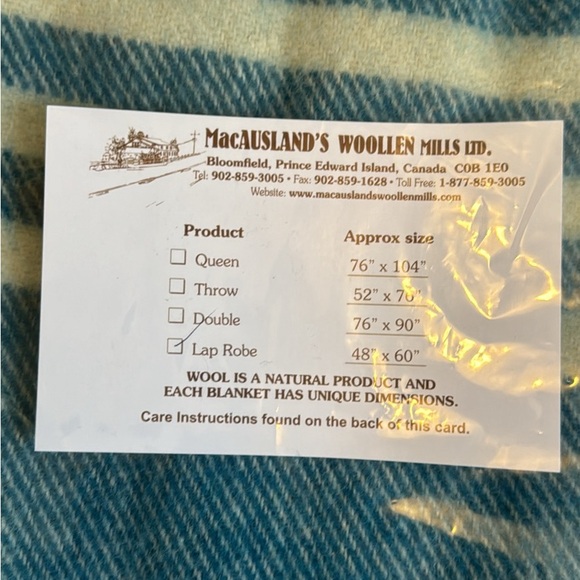 MacAUSLAND'S WOOLLEN MILLS LTD.
Bloomfield, Prince Edward Island, Canada C0B 1E0
Tel: 902-859-3005 • Fax: 902-859-1628 • Toll Free: 1-877-859-3005
Website: www.macauslandswoollenmills.com
Product Approx size
☐ Queen 76" x 104"
☐ Throw 52" x 70"
☐ Double 76" x 90"
☑ Lap Robe 48" x 60"
WOOL IS A NATURAL PRODUCT AND
EACH BLANKET HAS UNIQUE DIMENSIONS.
Care Instructions found on the back of this card.